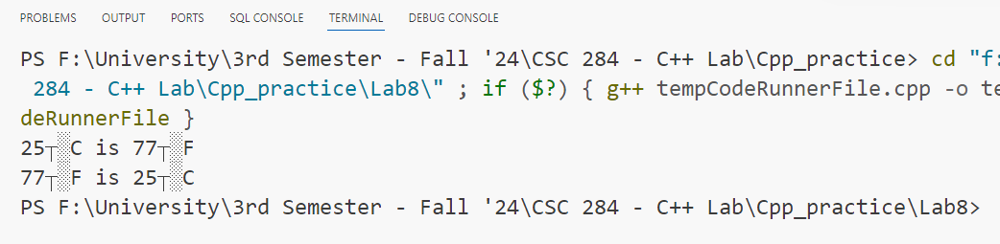 PROBLEMS OUTPUT PORTS SQL CONSOLE TERMINAL DEBUG CONSOLE
PS F:\University\3rd Semester - Fall '24\CSC 284 - C++ Lab\Cpp_practice> cd "f:
284 - C++ Lab\Cpp_practice\Lab8\" ; if ($?) { g++ tempCodeRunnerFile.cpp -o te
deRunnerFile }
25┬░C is 77┬░F
77┬░F is 25┬░C
PS F:\University\3rd Semester - Fall '24\CSC 284 - C++ Lab\Cpp_practice\Lab8>